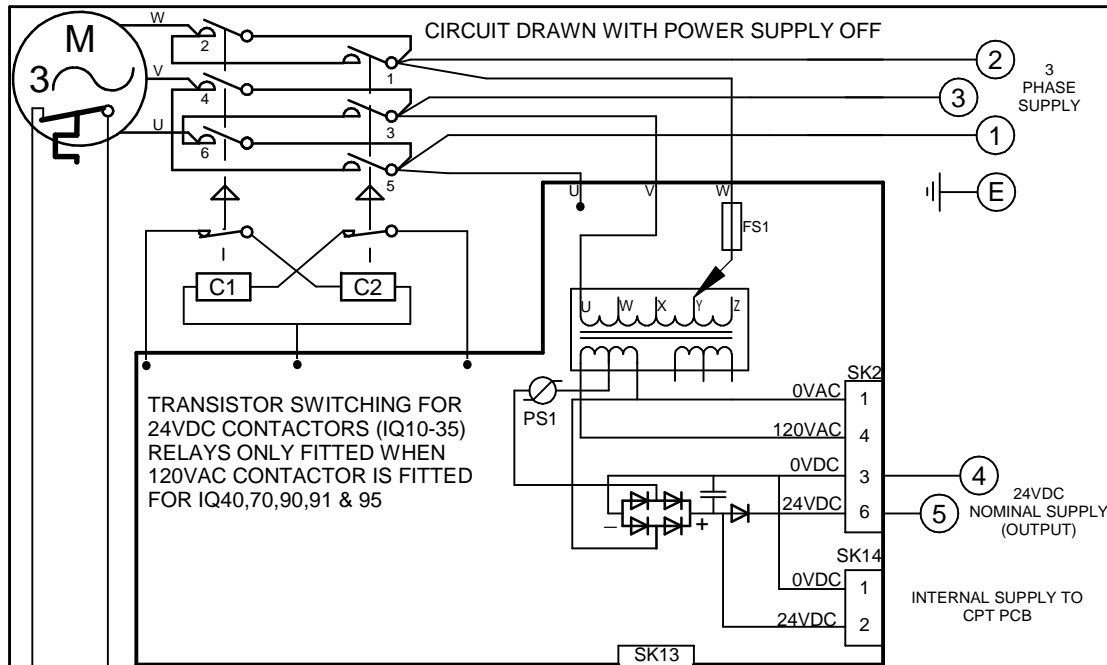 W
CIRCUIT DRAWN WITH POWER SUPPLY OFF
M
3
2
1
2
3
PHASE
SUPPLY
V
4
3
3
U
6
5
1
U
V
W
E
FS1
C1
C2
U
W
X
Y
Z
PS1
SK2
0VAC
1
120VAC
4
0VDC
3
4
24VDC
6
5
24VDC
NOMINAL SUPPLY
(OUTPUT)
TRANSISTOR SWITCHING FOR
24VDC CONTACTORS (IQ10-35)
RELAYS ONLY FITTED WHEN
120VAC CONTACTOR IS FITTED
FOR IQ40,70,90,91 & 95
–
+
SK14
0VDC
1
24VDC
2
INTERNAL SUPPLY TO
CPT PCB
SK13